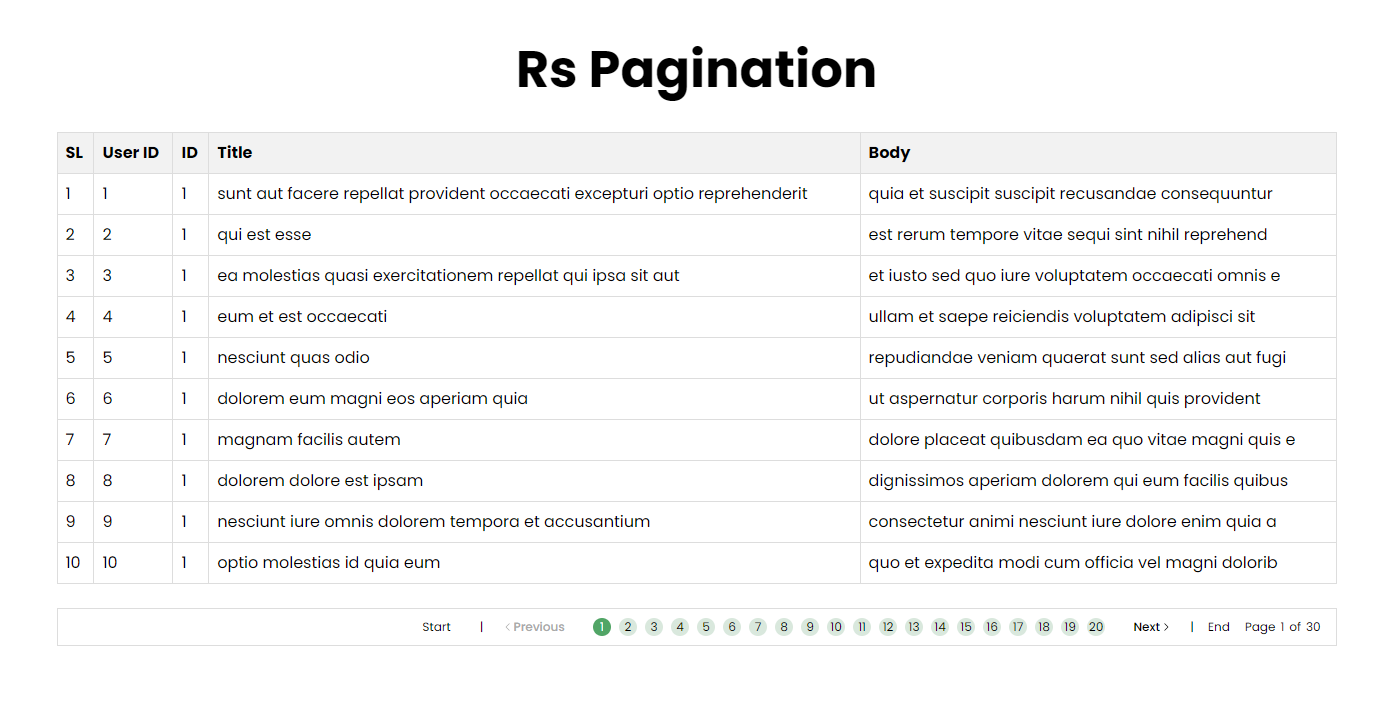 Rs Pagination
SL User ID ID Title Body
1 1 1 sunt aut facere repellat provident occaecati excepturi optio reprehenderit quia et suscipit suscipit recusandae consequuntur
2 2 1 qui est esse est rerum tempore vitae sequi sint nihil reprehend
3 3 1 ea molestias quasi exercitationem repellat qui ipsa sit aut et iusto sed quo iure voluptatem occaecati omnis e
4 4 1 eum et est occaecati ullam et saepe reiciendis voluptatem adipisci sit
5 5 1 nesciunt quas odio repudiandae veniam quaerat sunt sed alias aut fugi
6 6 1 dolorem eum magni eos aperiam quia ut aspernatur corporis harum nihil quis provident
7 7 1 magnam facilis autem dolore placeat quibusdam ea quo vitae magni quis e
8 8 1 dolorem dolore est ipsam dignissimos aperiam dolorem qui eum facilis quibus
9 9 1 nesciunt iure omnis dolorem tempora et accusantium consectetur animi nesciunt iure dolore enim quia a
10 10 1 optio molestias id quia eum quo et expedita modi cum officia vel magni dolorib
Start | < Previous 1 2 3 4 5 6 7 8 9 10 11 12 13 14 15 16 17 18 19 20 Next > | End Page 1 of 30